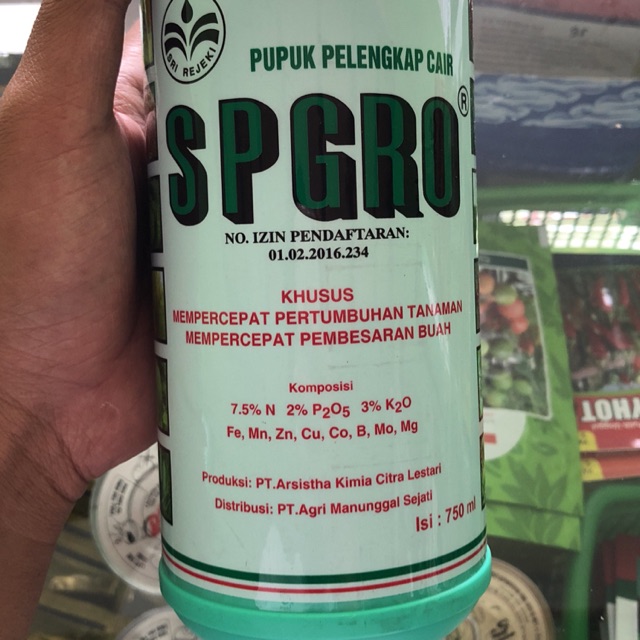 SRI REJEKI
PUPUK PELENGKAP CAIR
SPGRO®
NO. IZIN PENDAFTARAN:
01.02.2016.234
KHUSUS
MEMPERCEPAT PERTUMBUHAN TANAMAN
MEMPERCEPAT PEMBESARAN BUAH
Komposisi
7.5% N 2% P2O5 3% K2O
Fe, Mn, Zn, Cu, Co, B, Mo, Mg
Produksi: PT.Arsistha Kimia Citra Lestari
Distribusi: PT.Agri Manunggal Sejati
Isi : 750 ml
HOT